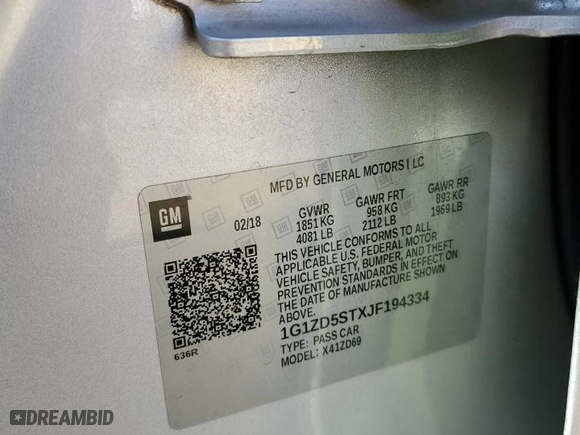 MFD BY GENERAL MOTORS LLC
GM
02/18
GVWR
1851 KG
4081 LB
GAWR FRT
958 KG
2112 LB
GAWR RR
893 KG
1969 LB
THIS VEHICLE CONFORMS TO ALL
APPLICABLE U.S. FEDERAL MOTOR
VEHICLE SAFETY, BUMPER, AND THEFT
PREVENTION STANDARDS IN EFFECT ON
THE DATE OF MANUFACTURE SHOWN
ABOVE.
1G1ZD5STXJF194334
TYPE: PASS CAR
MODEL: X41ZD69
636R
DREAMBID